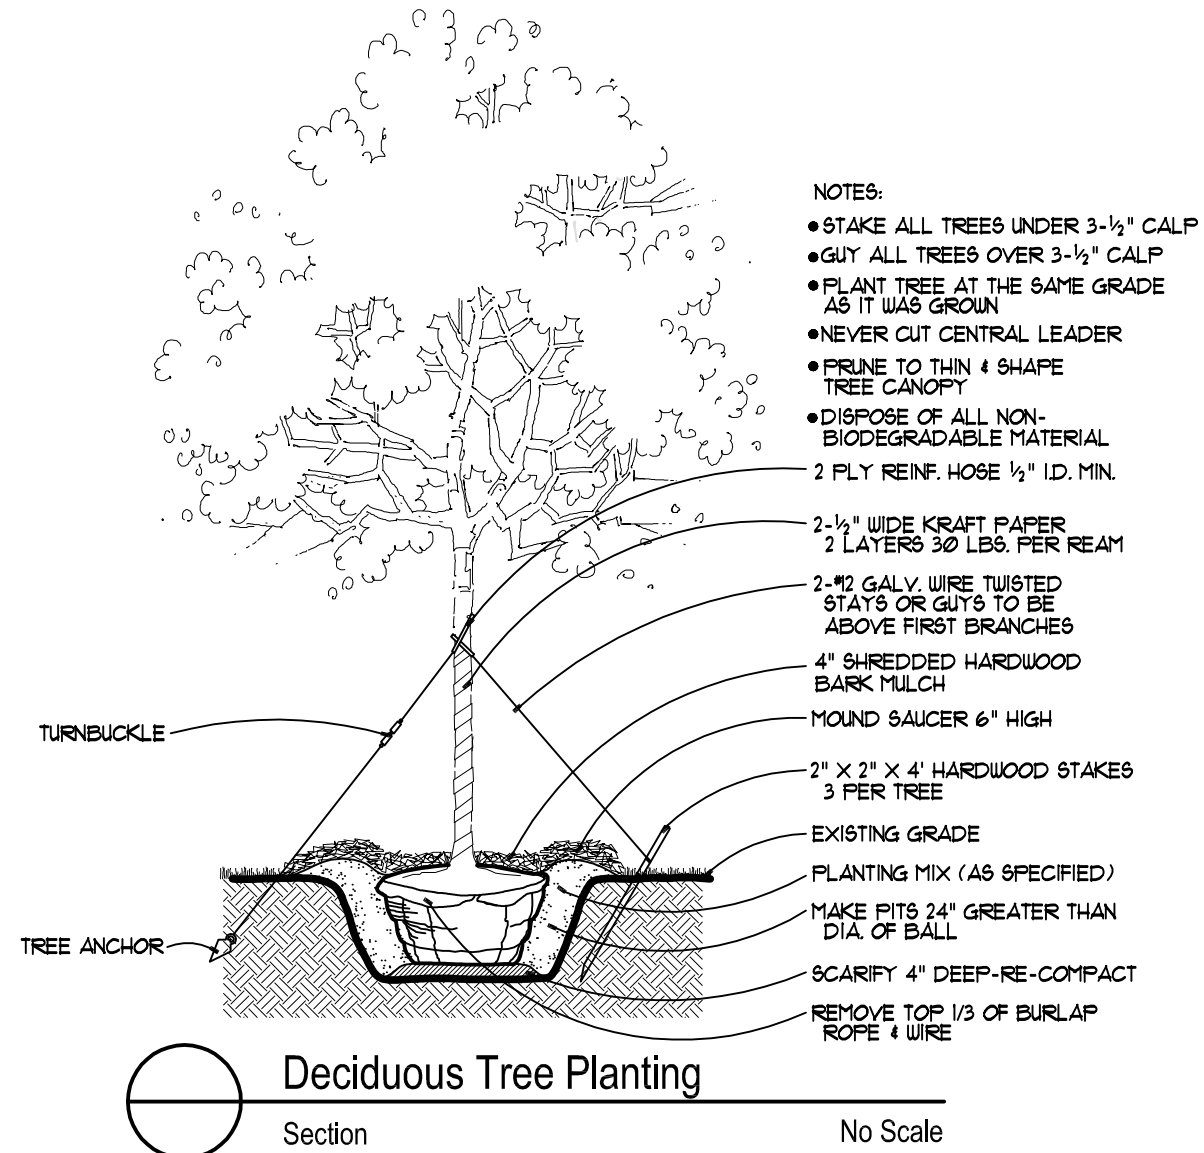 NOTES:
•STAKE ALL TREES UNDER 3-½" CALP
•GUY ALL TREES OVER 3-½" CALP
•PLANT TREE AT THE SAME GRADE
AS IT WAS GROWN
•NEVER CUT CENTRAL LEADER
•PRUNE TO THIN & SHAPE
TREE CANOPY
•DISPOSE OF ALL NON-
BIODEGRADABLE MATERIAL
2 PLY REINF. HOSE ½" I.D. MIN.
2-½" WIDE KRAFT PAPER
2 LAYERS 30 LBS. PER REAM
2-#12 GALV. WIRE TWISTED
STAYS OR GUYS TO BE
ABOVE FIRST BRANCHES
4" SHREDDED HARDWOOD
BARK MULCH
MOUND SAUCER 6" HIGH
2" X 2" X 4' HARDWOOD STAKES
3 PER TREE
EXISTING GRADE
PLANTING MIX (AS SPECIFIED)
MAKE PITS 24" GREATER THAN
DIA. OF BALL
SCARIFY 4" DEEP-RE-COMPACT
REMOVE TOP 1/3 OF BURLAP
ROPE & WIRE
TURNBUCKLE
TREE ANCHOR
Deciduous Tree Planting
Section
No Scale